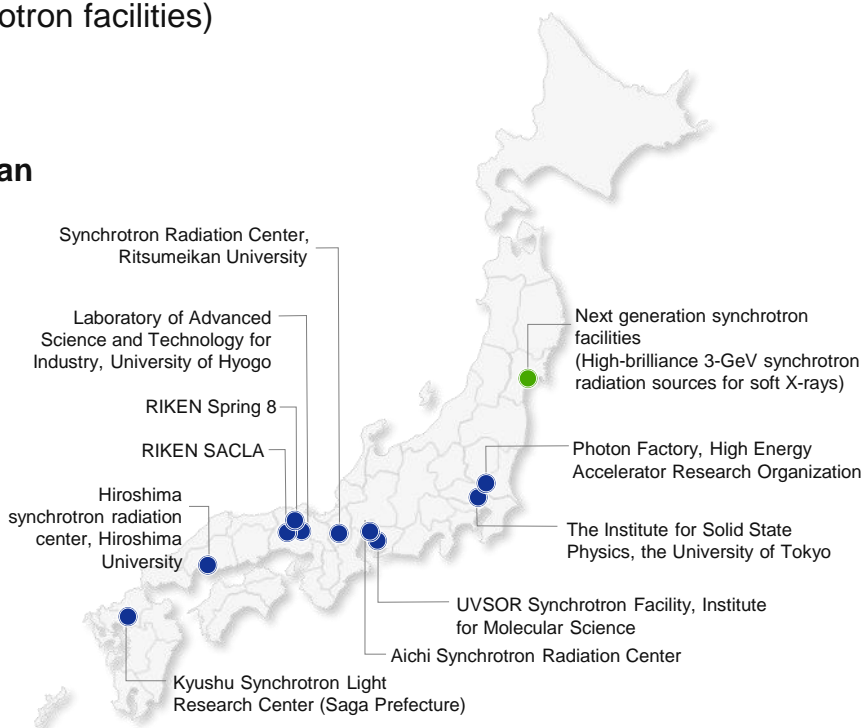 otron facilities)
an
Synchrotron Radiation Center,
Ritsumeikan University
Laboratory of Advanced
Science and Technology for
Industry, University of Hyogo
RIKEN Spring 8
RIKEN SACLA
Hiroshima
synchrotron radiation
center, Hiroshima
University
Next generation synchrotron
facilities
(High-brilliance 3-GeV synchrotron
radiation sources for soft X-rays)
Photon Factory, High Energy
Accelerator Research Organization
The Institute for Solid State
Physics, the University of Tokyo
UVSOR Synchrotron Facility, Institute
for Molecular Science
Aichi Synchrotron Radiation Center
Kyushu Synchrotron Light
Research Center (Saga Prefecture)